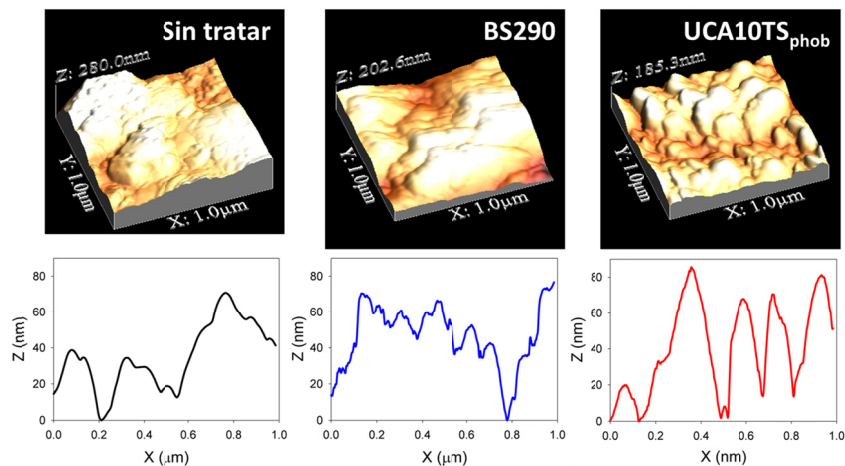 Sin tratar
Z: 280.0nm
Y: 1.0µm
X: 1.0µm
BS290
Z: 202.6nm
Y: 1.0µm
X: 1.0µm
UCA10TSphob
Z: 185.3nm
Y: 1.0µm
X: 1.0µm
Z (nm)
80
60
40
20
0
0.0 0.2 0.4 0.6 0.8 1.0
X (µm)
Z (nm)
80
60
40
20
0
0.0 0.2 0.4 0.6 0.8 1.0
X (µm)
Z (nm)
80
60
40
20
0
0.0 0.2 0.4 0.6 0.8 1.0
X (nm)